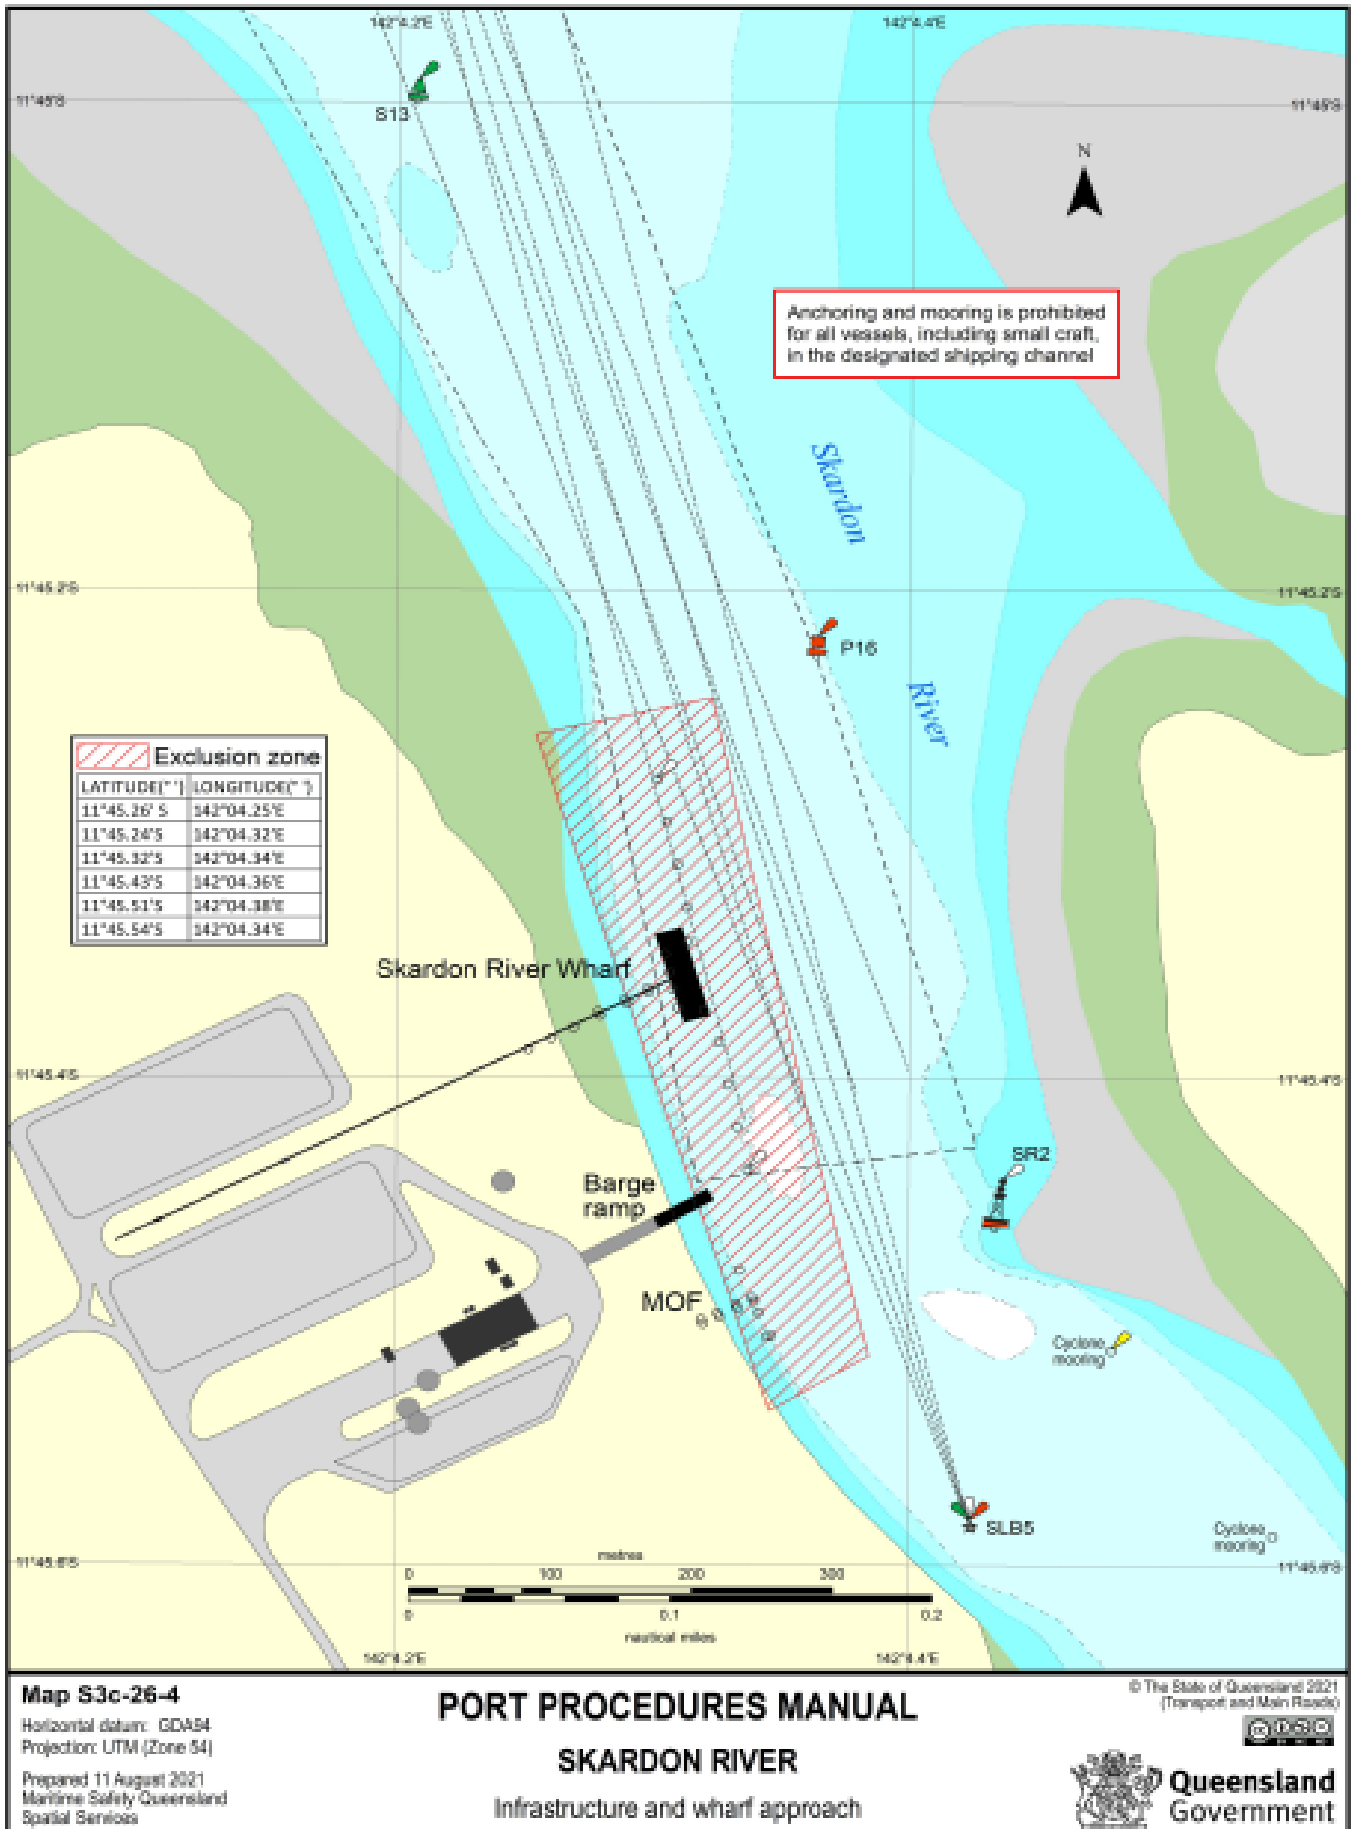 142°4.2'E
142°4.4'E
S13
11°45'S
11°45'S
N
Anchoring and mooring is prohibited
for all vessels, including small craft,
in the designated shipping channel
Skardon
11°45.2'S
11°45.2'S
P16
River
Exclusion zone
LATITUDE(° ') LONGITUDE(° ')
11°45.26' S 142°04.25'E
11°45.24'S 142°04.32'E
11°45.32'S 142°04.34'E
11°45.43'S 142°04.36'E
11°45.51'S 142°04.38'E
11°45.54'S 142°04.34'E
Skardon River Wharf
11°45.4'S
11°45.4'S
SR2
Barge
ramp
MOF
Cyclone
mooring
SLB5
Cyclone
mooring
11°45.6'S
11°45.6'S
metres
0 100 200 300
0 0.1 0.2
nautical miles
142°4.2'E
142°4.4'E
Map S3c-26-4
Horizontal datum: GDA94
Projection: UTM (Zone 54)
Prepared 11 August 2021
Maritime Safety Queensland
Spatial Services
PORT PROCEDURES MANUAL
SKARDON RIVER
Infrastructure and wharf approach
© The State of Queensland 2021
(Transport and Main Roads)
Queensland
Government